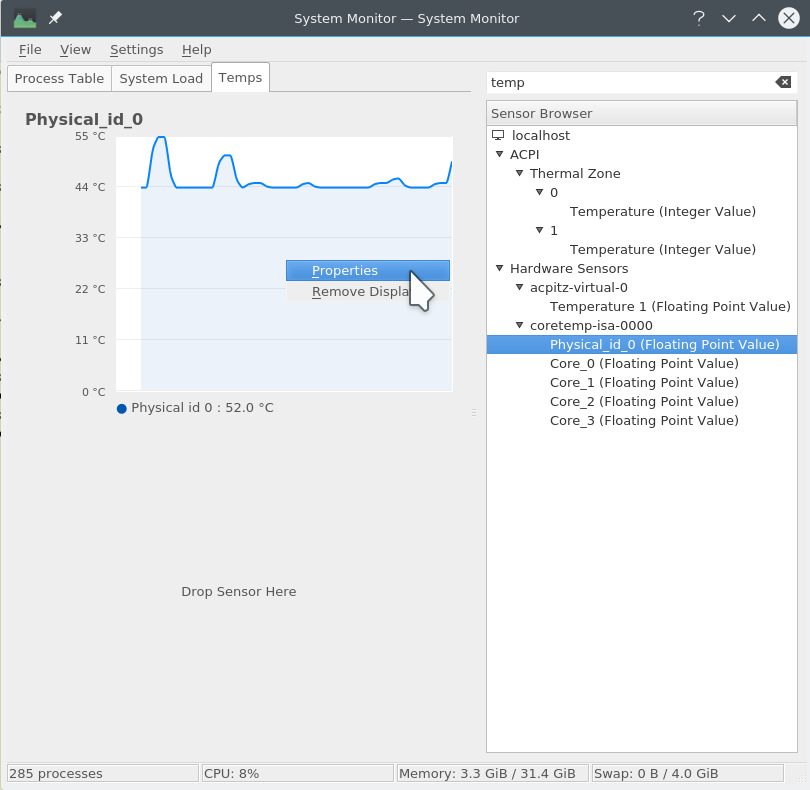 System Monitor — System Monitor
File View Settings Help
Process Table System Load Temps
Physical_id_0
55 °C
44 °C
33 °C
22 °C
11 °C
0 °C
Physical id 0 : 52.0 °C
Properties
Remove Displa
Drop Sensor Here
temp
Sensor Browser
localhost
ACPI
Thermal Zone
0
Temperature (Integer Value)
1
Temperature (Integer Value)
Hardware Sensors
acpitz-virtual-0
Temperature 1 (Floating Point Value)
coretemp-isa-0000
Physical_id_0 (Floating Point Value)
Core_0 (Floating Point Value)
Core_1 (Floating Point Value)
Core_2 (Floating Point Value)
Core_3 (Floating Point Value)
285 processes CPU: 8% Memory: 3.3 GiB / 31.4 GiB Swap: 0 B / 4.0 GiB